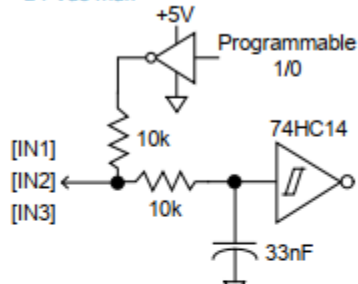 +5V
Programmable
1/0
10k
74HC14
[IN1]
[IN2]
[IN3]
10k
33nF